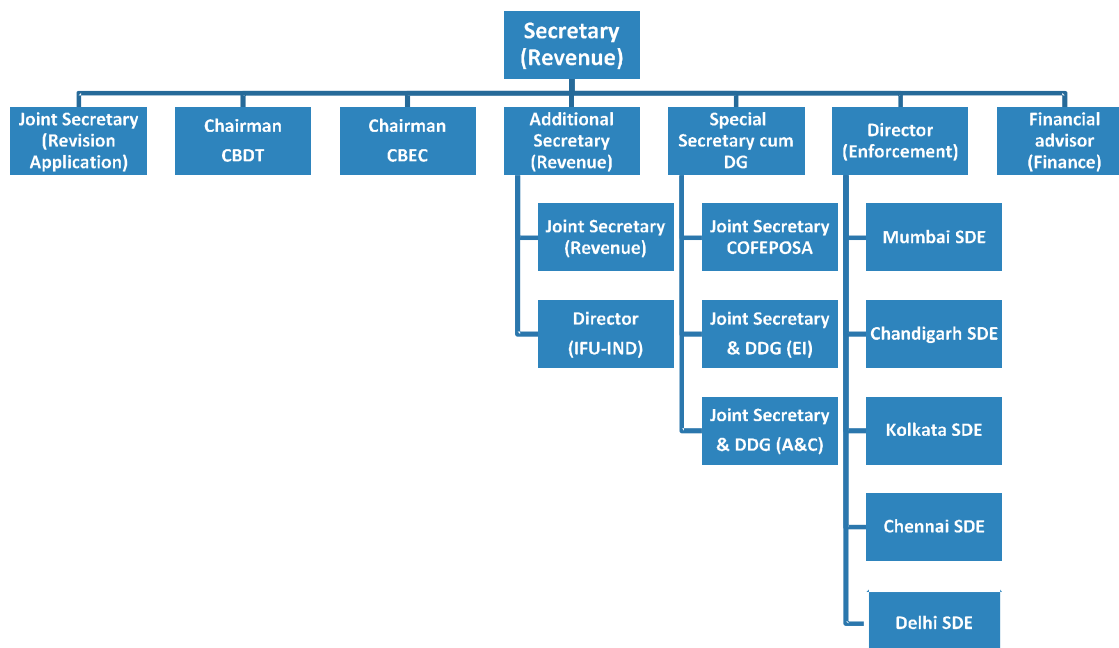 Secretary
(Revenue)
Joint Secretary
(Revision
Application)
Chairman
CBDT
Chairman
CBEC
Additional
Secretary
(Revenue)
Special
Secretary cum
DG
Director
(Enforcement)
Financial
advisor
(Finance)
Joint Secretary
(Revenue)
Director
(IFU-IND)
Joint Secretary
COFEPOSA
Joint Secretary
& DDG (EI)
Joint Secretary
& DDG (A&C)
Mumbai SDE
Chandigarh SDE
Kolkata SDE
Chennai SDE
Delhi SDE